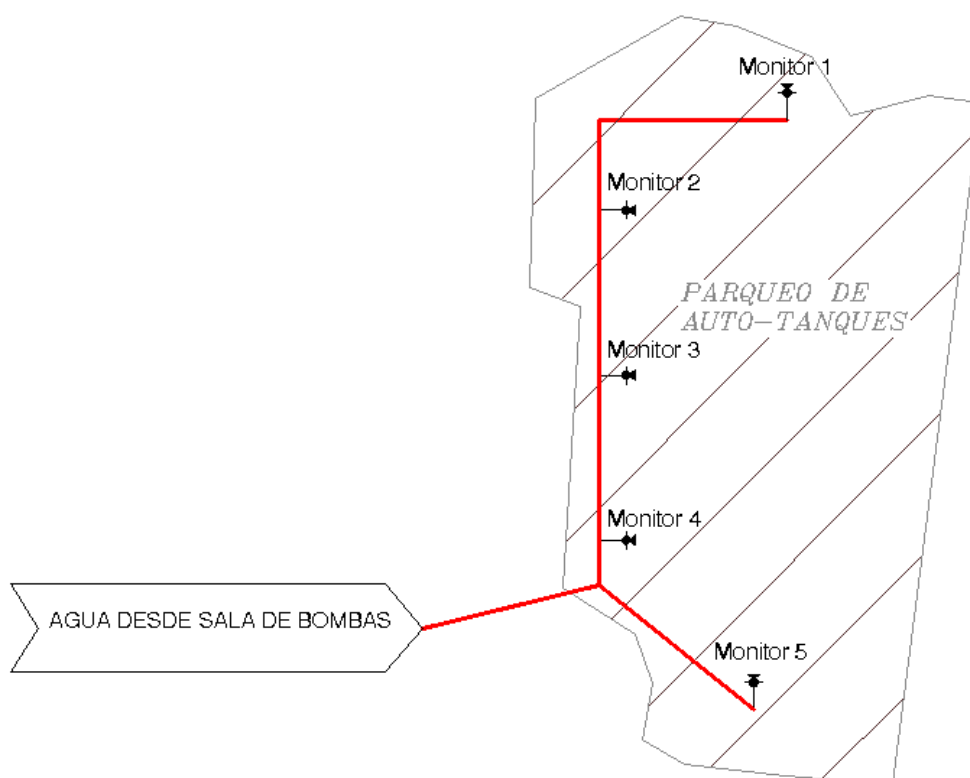 Monitor 1
Monitor 2
PARQUEO DE
AUTO-TANQUES
Monitor 3
Monitor 4
AGUA DESDE SALA DE BOMBAS
Monitor 5